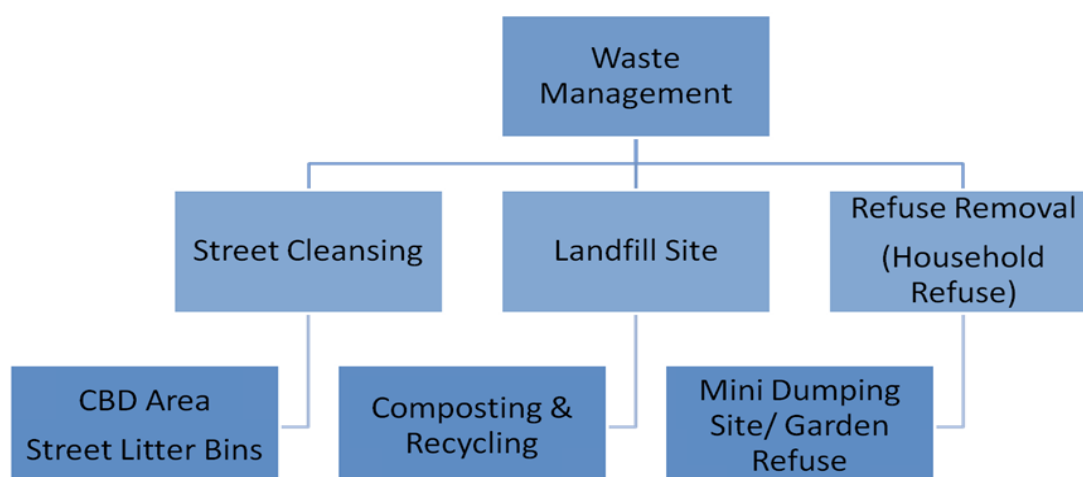 Waste
Management
Street Cleansing
Landfill Site
Refuse Removal
(Household
Refuse)
CBD Area
Street Litter Bins
Composting &
Recycling
Mini Dumping
Site/ Garden
Refuse